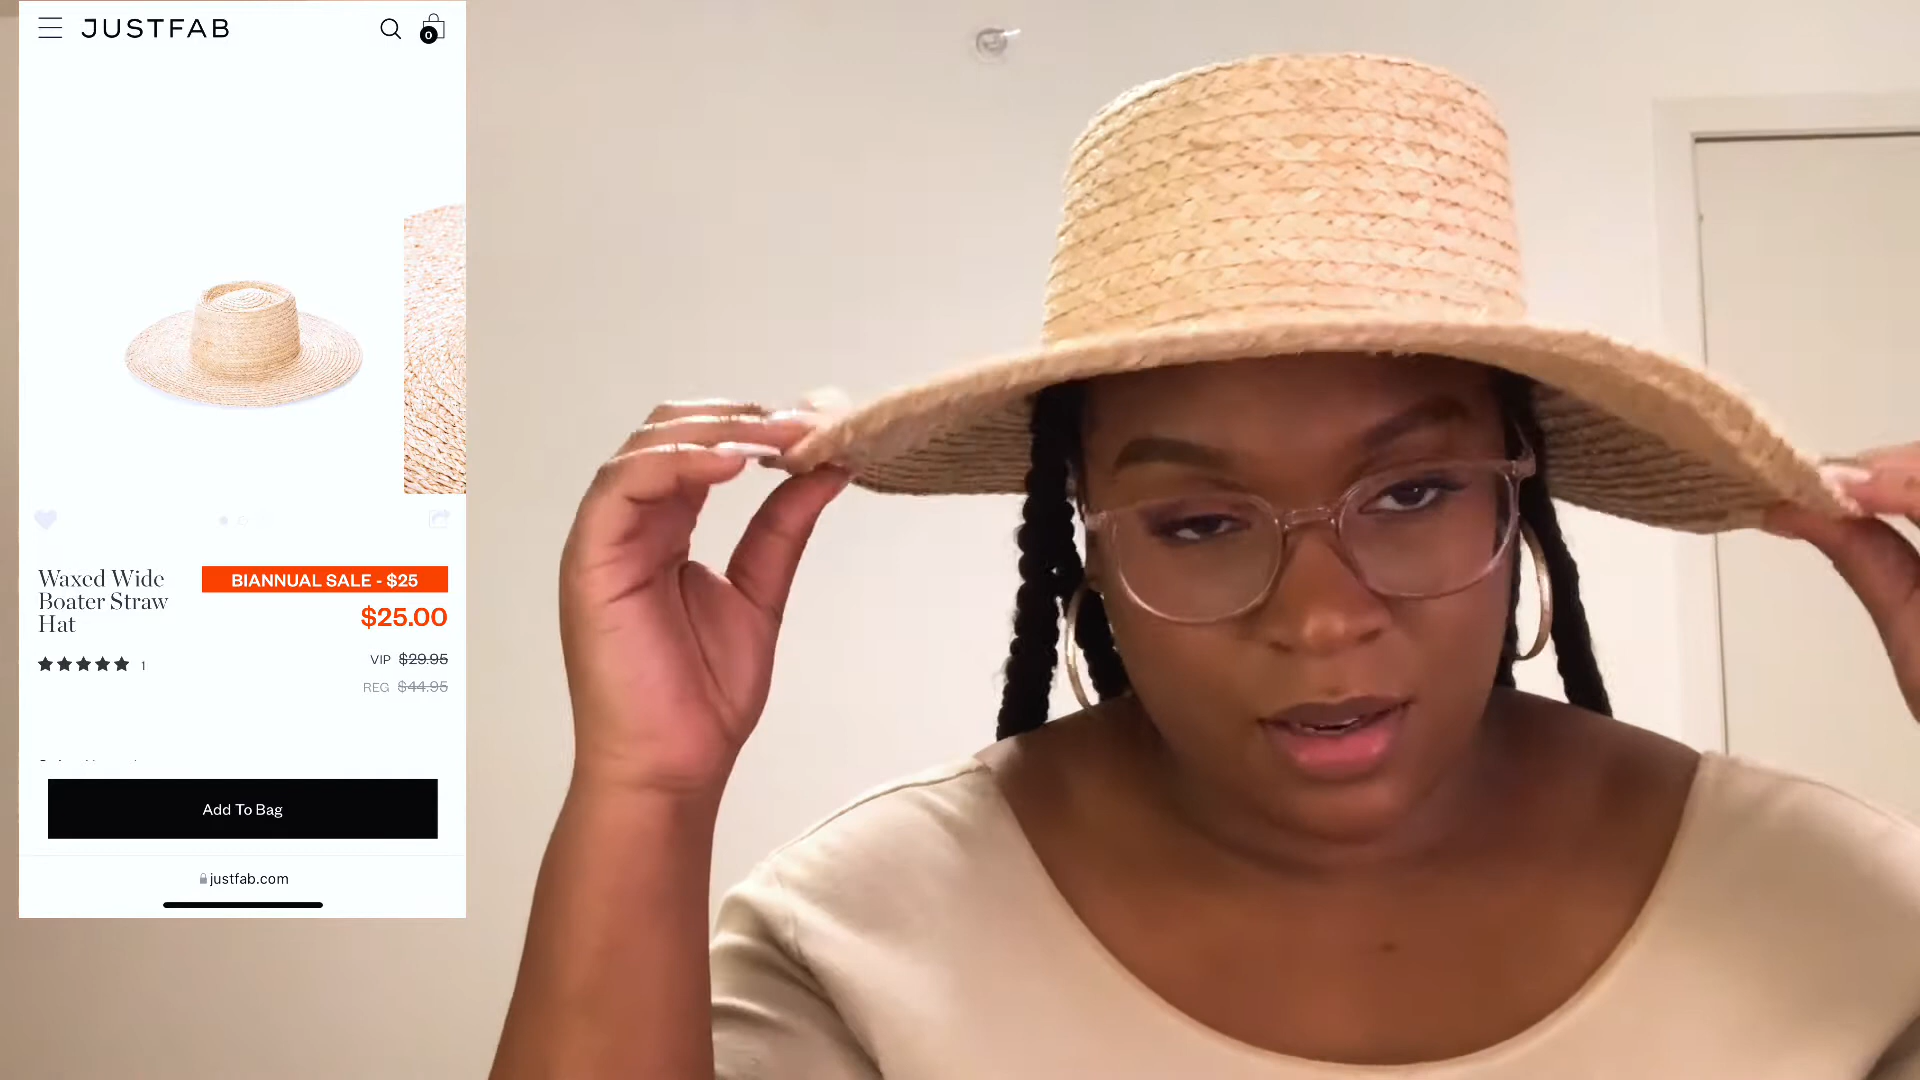 JUSTFAB
0
Waxed Wide
Boater Straw
Hat
BIANNUAL SALE - $25
$25.00
VIP $29.95
1
REG $44.95
Add To Bag
justfab.com